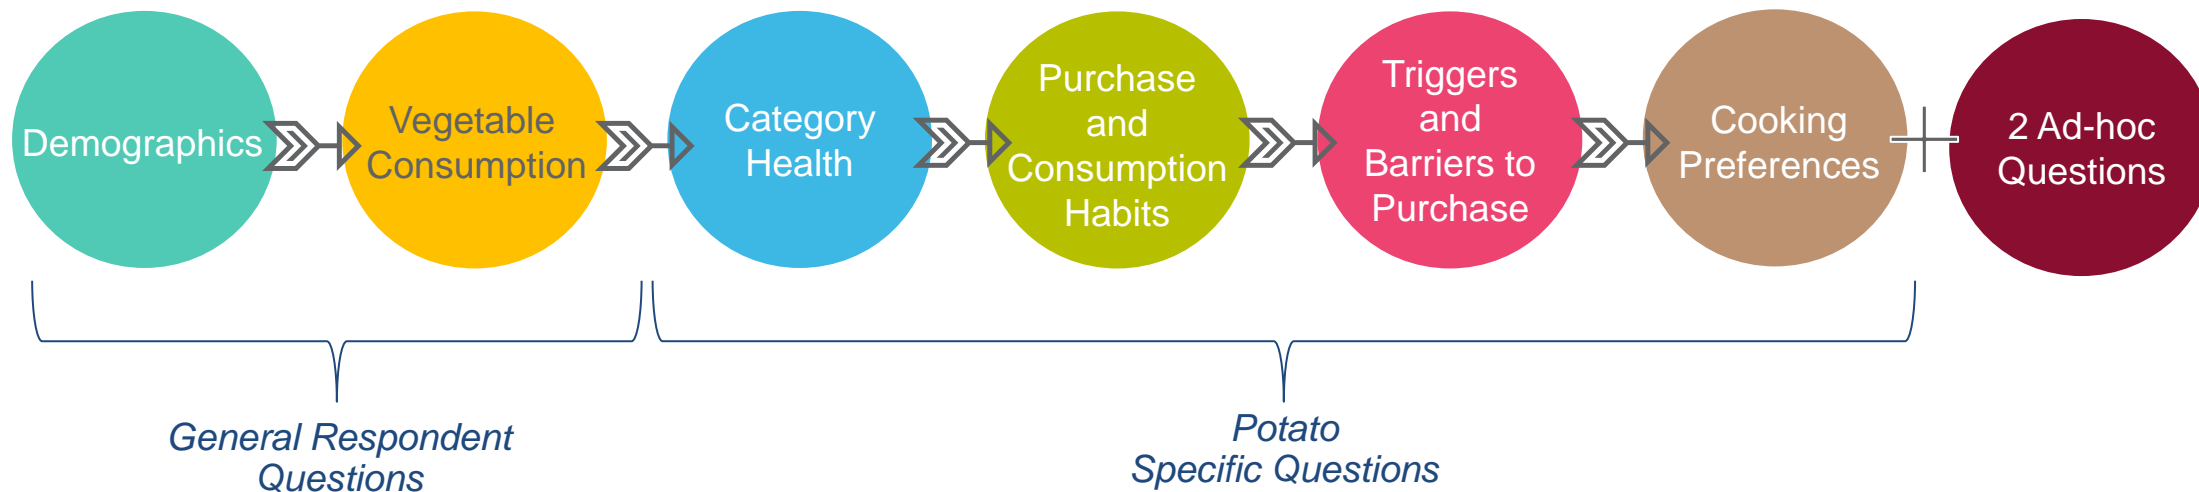 Demographics
Vegetable
Consumption
Category
Health
Purchase
and
Consumption
Habits
Triggers
and
Barriers to
Purchase
Cooking
Preferences
2 Ad-hoc
Questions
General Respondent
Questions
Potato
Specific Questions